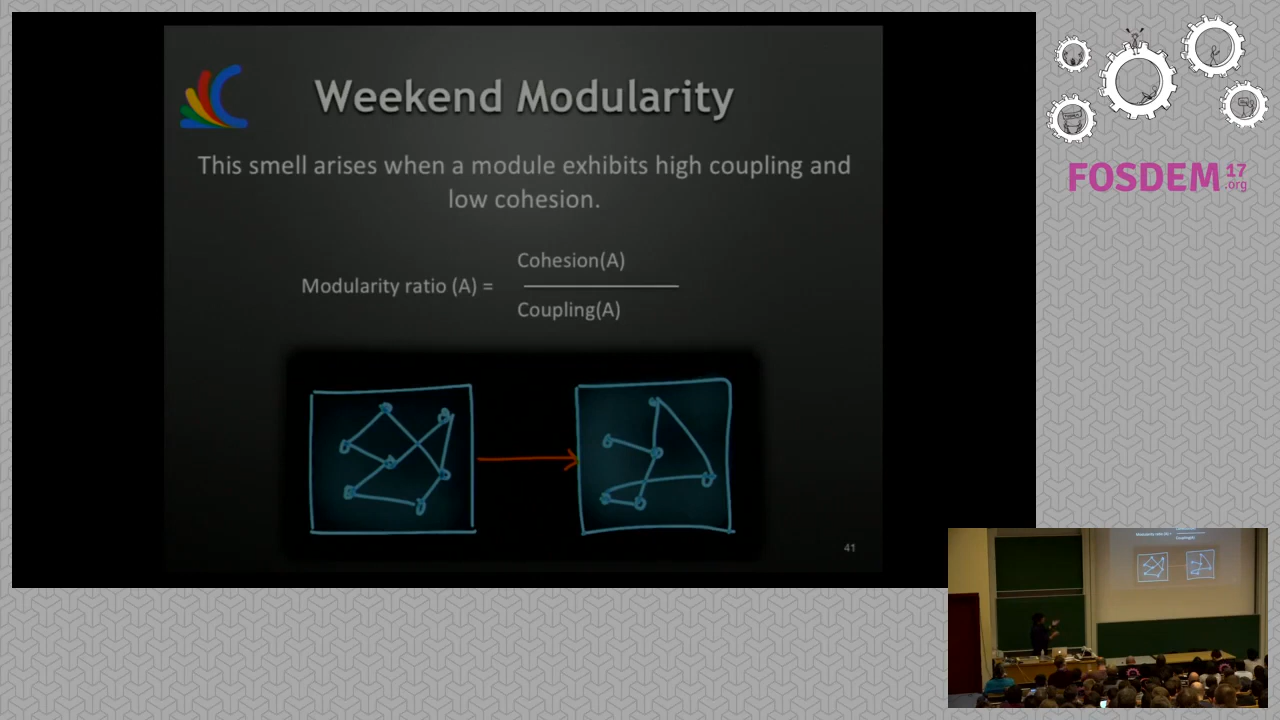 Weekend Modularity
This smell arises when a module exhibits high coupling and
low cohesion.
Modularity ratio (A) =
Cohesion(A)
Coupling(A)
41
FOSDEM 17
.org